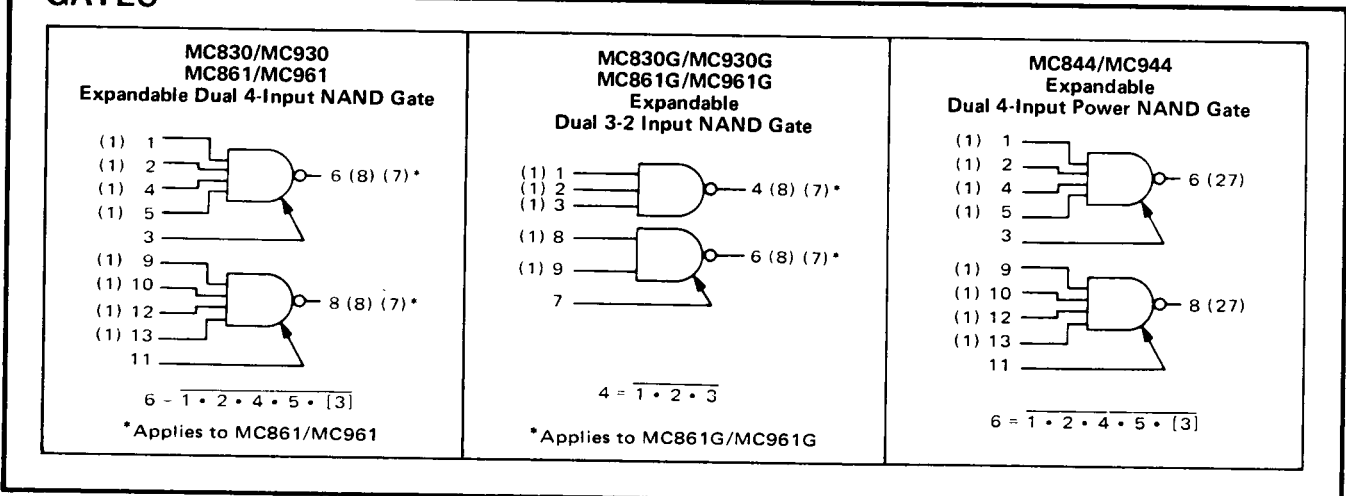 GATES
MC830/MC930
MC861/MC961
Expandable Dual 4-Input NAND Gate
(1) 1
(1) 2
(1) 4
(1) 5
3
6 (8) (7)*
(1) 9
(1) 10
(1) 12
(1) 13
11
8 (8) (7)*
6 = 1 • 2 • 4 • 5 • [3]
*Applies to MC861/MC961
MC830G/MC930G
MC861G/MC961G
Expandable
Dual 3-2 Input NAND Gate
(1) 1
(1) 2
(1) 3
4 (8) (7)*
(1) 8
(1) 9
7
6 (8) (7)*
4 = 1 • 2 • 3
*Applies to MC861G/MC961G
MC844/MC944
Expandable
Dual 4-Input Power NAND Gate
(1) 1
(1) 2
(1) 4
(1) 5
3
6 (27)
(1) 9
(1) 10
(1) 12
(1) 13
11
8 (27)
6 = 1 • 2 • 4 • 5 • [3]